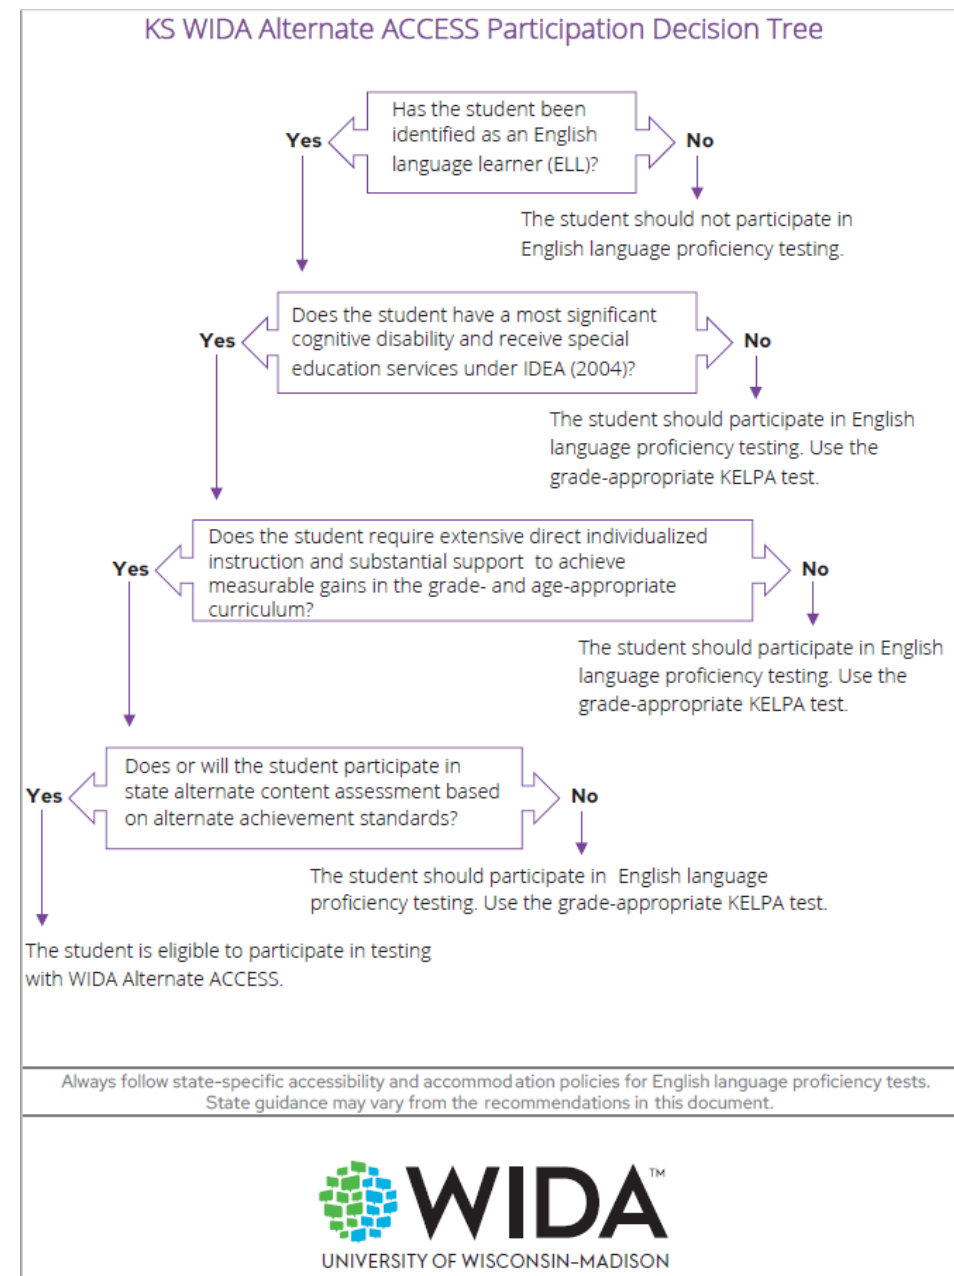 KS WIDA Alternate ACCESS Participation Decision Tree
Has the student been
identified as an English
language learner (ELL)?
Yes
No
The student should not participate in
English language proficiency testing.
Does the student have a most significant
cognitive disability and receive special
education services under IDEA (2004)?
Yes
No
The student should participate in English
language proficiency testing. Use the
grade-appropriate KELPA test.
Does the student require extensive direct individualized
instruction and substantial support to achieve
measurable gains in the grade- and age-appropriate
curriculum?
Yes
No
The student should participate in English
language proficiency testing. Use the
grade-appropriate KELPA test.
Does or will the student participate in
state alternate content assessment based
on alternate achievement standards?
Yes
No
The student should participate in English language
proficiency testing. Use the grade-appropriate KELPA test.
The student is eligible to participate in testing
with WIDA Alternate ACCESS.
Always follow state-specific accessibility and accommodation policies for English language proficiency tests.
State guidance may vary from the recommendations in this document.
WIDA™
UNIVERSITY OF WISCONSIN–MADISON